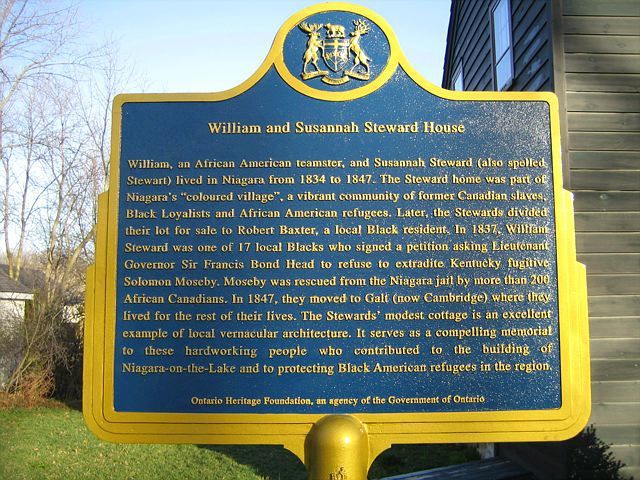 William and Susannah Steward House
William, an African American teamster, and Susannah Steward (also spelled
Stewart) lived in Niagara from 1834 to 1847. The Steward home was part of
Niagara's "coloured village", a vibrant community of former Canadian slaves,
Black Loyalists and African American refugees. Later, the Stewards divided
their lot for sale to Robert Baxter, a local Black resident. In 1837, William
Steward was one of 17 local Blacks who signed a petition asking Lieutenant
Governor Sir Francis Bond Head to refuse to extradite Kentucky fugitive
Solomon Moseby. Moseby was rescued from the Niagara jail by more than 200
African Canadians. In 1847, they moved to Galt (now Cambridge) where they
lived for the rest of their lives. The Stewards' modest cottage is an excellent
example of local vernacular architecture. It serves as a compelling memorial
to these hardworking people who contributed to the building of
Niagara-on-the-Lake and to protecting Black American refugees in the region.
Ontario Heritage Foundation, an agency of the Government of Ontario